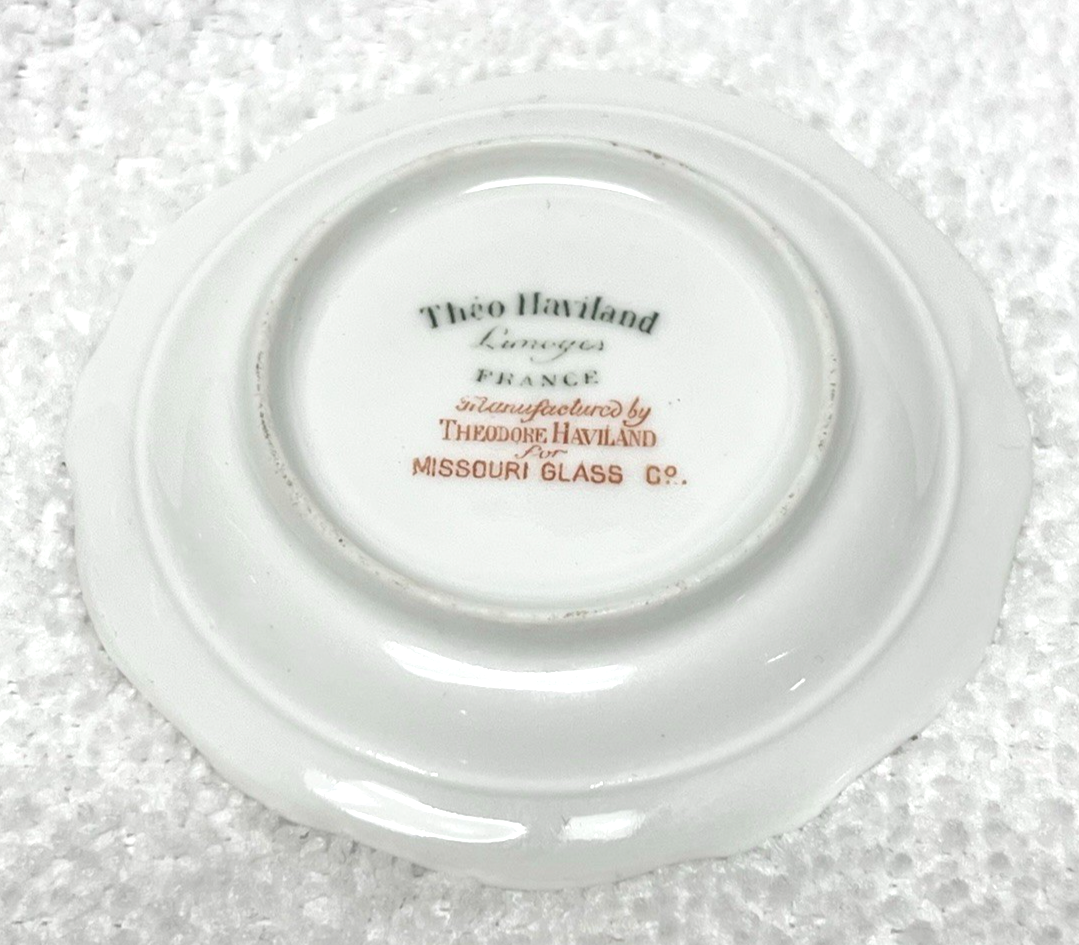 Théo Haviland
Limoges
FRANCE
Manufactured by
THEODORE HAVILAND
for
MISSOURI GLASS Cº.